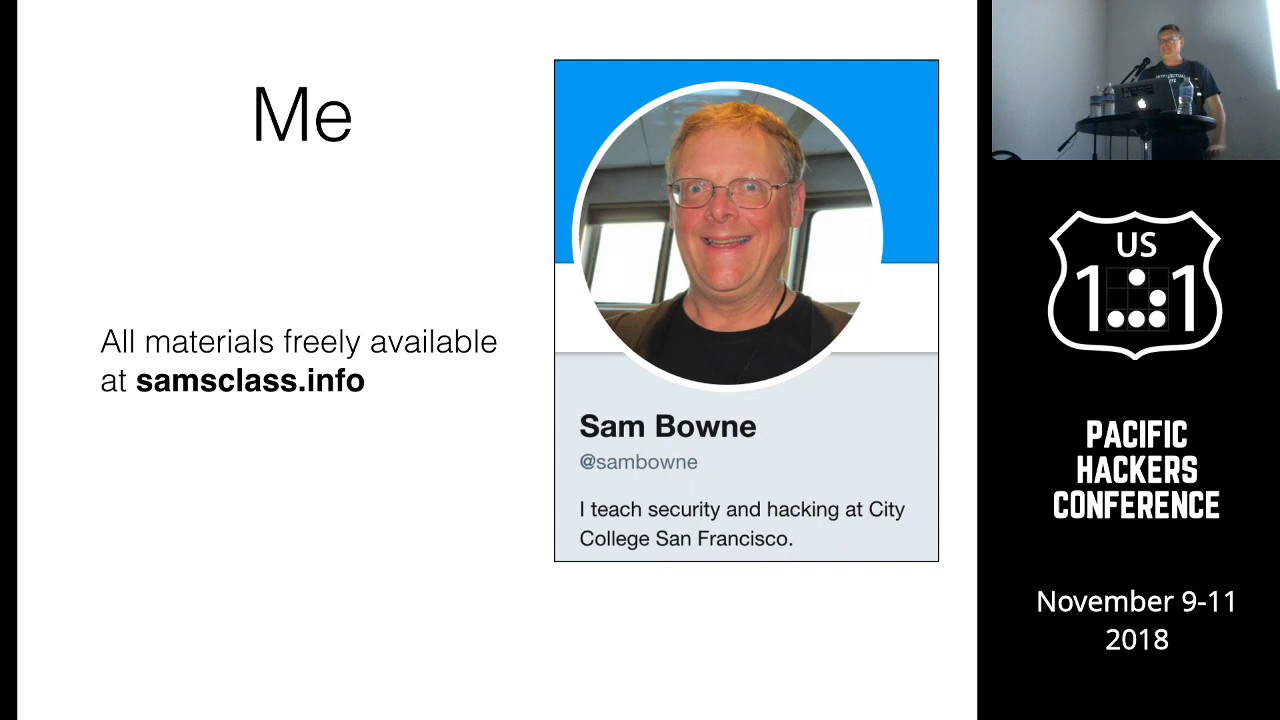 Me
All materials freely available
at samsclass.info
Sam Bowne
@sambowne
I teach security and hacking at City
College San Francisco.
US
101
PACIFIC
HACKERS
CONFERENCE
November 9-11
2018